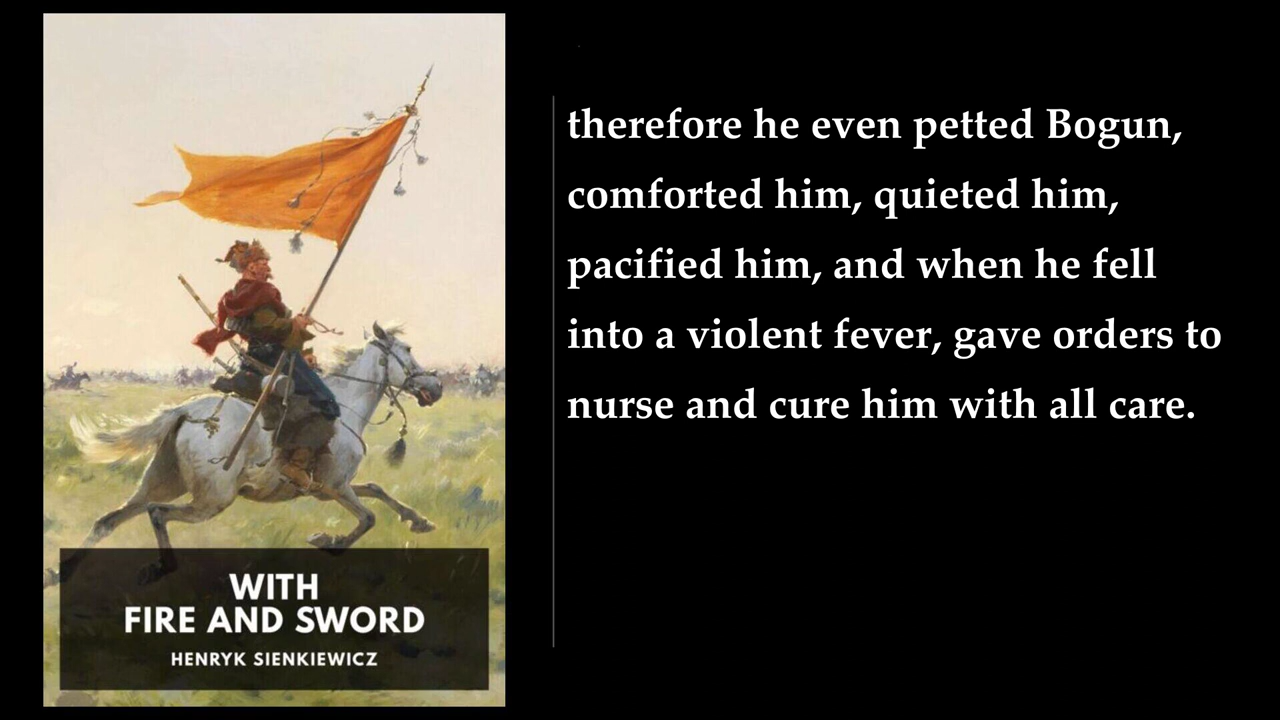 therefore he even petted Bogun,
comforted him, quieted him,
pacified him, and when he fell
into a violent fever, gave orders to
nurse and cure him with all care.
WITH
FIRE AND SWORD
HENRYK SIENKIEWICZ